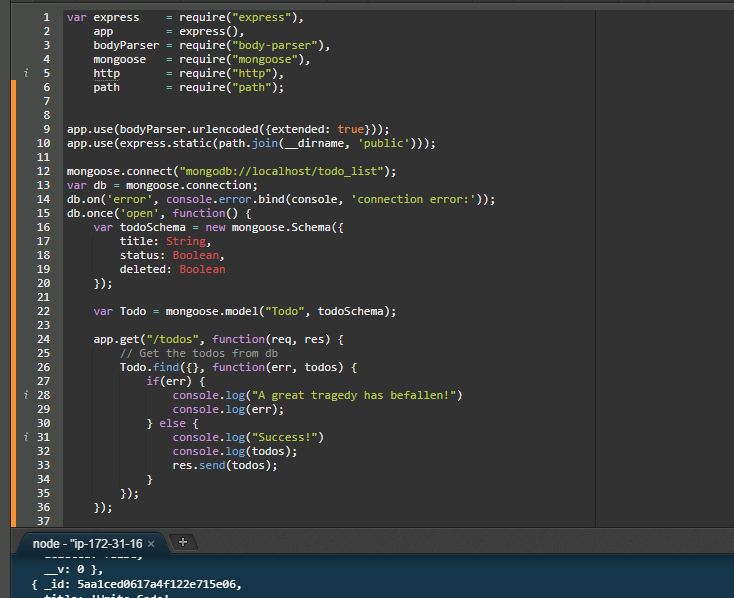 1 var express    = require("express"),
2     app        = express(),
3     bodyParser = require("body-parser"),
4     mongoose   = require("mongoose"),
i 5     http       = require("http"),
6     path       = require("path");
7
8
9 app.use(bodyParser.urlencoded({extended: true}));
10 app.use(express.static(path.join(__dirname, 'public')));
11
12 mongoose.connect("mongodb://localhost/todo_list");
13 var db = mongoose.connection;
14 db.on('error', console.error.bind(console, 'connection error:'));
15 db.once('open', function() {
16     var todoSchema = new mongoose.Schema({
17         title: String,
18         status: Boolean,
19         deleted: Boolean
20     });
21
22     var Todo = mongoose.model("Todo", todoSchema);
23
24     app.get("/todos", function(req, res) {
25         // Get the todos from db
26         Todo.find({}, function(err, todos) {
27             if(err) {
i 28                 console.log("A great tragedy has befallen!")
29                 console.log(err);
30             } else {
i 31                 console.log("Success!")
32                 console.log(todos);
33                 res.send(todos);
34             }
35         });
36     });
37
node - "ip-172-31-16 ×
__v: 0 },
{ _id: 5aa1ced0617a4f122e715e06,